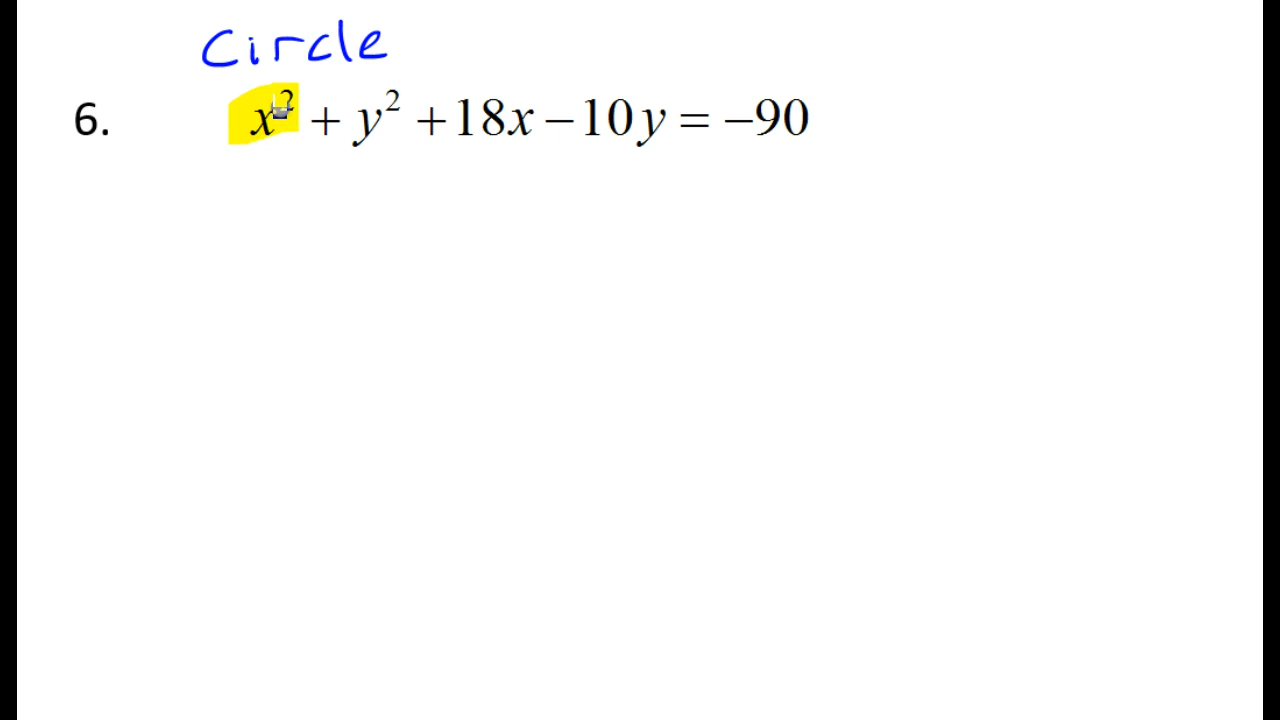 Circle
6. x² + y² + 18x − 10y = −90